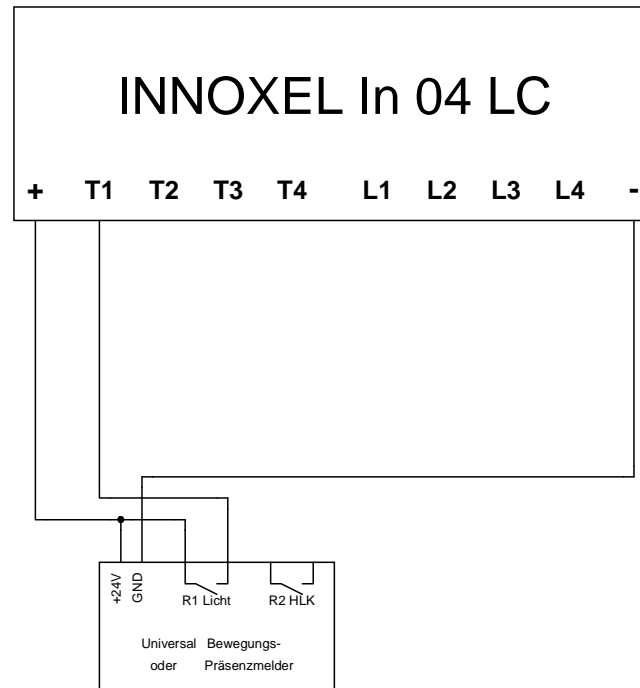 INNOXEL In 04 LC
+ T1 T2 T3 T4 L1 L2 L3 L4 -
+24V
GND
R1 Licht R2 HLK
Universal Bewegungs-
oder Präsenzmelder